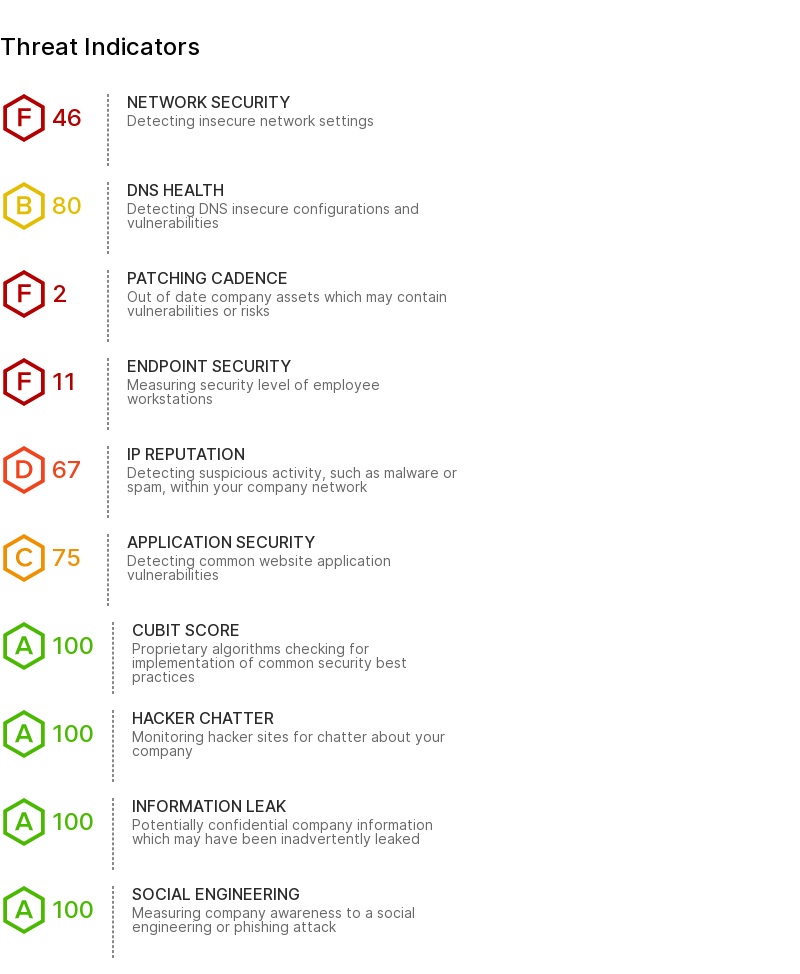 Threat Indicators
F 46
NETWORK SECURITY
Detecting insecure network settings
B 80
DNS HEALTH
Detecting DNS insecure configurations and
vulnerabilities
F 2
PATCHING CADENCE
Out of date company assets which may contain
vulnerabilities or risks
F 11
ENDPOINT SECURITY
Measuring security level of employee
workstations
D 67
IP REPUTATION
Detecting suspicious activity, such as malware or
spam, within your company network
C 75
APPLICATION SECURITY
Detecting common website application
vulnerabilities
A 100
CUBIT SCORE
Proprietary algorithms checking for
implementation of common security best
practices
A 100
HACKER CHATTER
Monitoring hacker sites for chatter about your
company
A 100
INFORMATION LEAK
Potentially confidential company information
which may have been inadvertently leaked
A 100
SOCIAL ENGINEERING
Measuring company awareness to a social
engineering or phishing attack